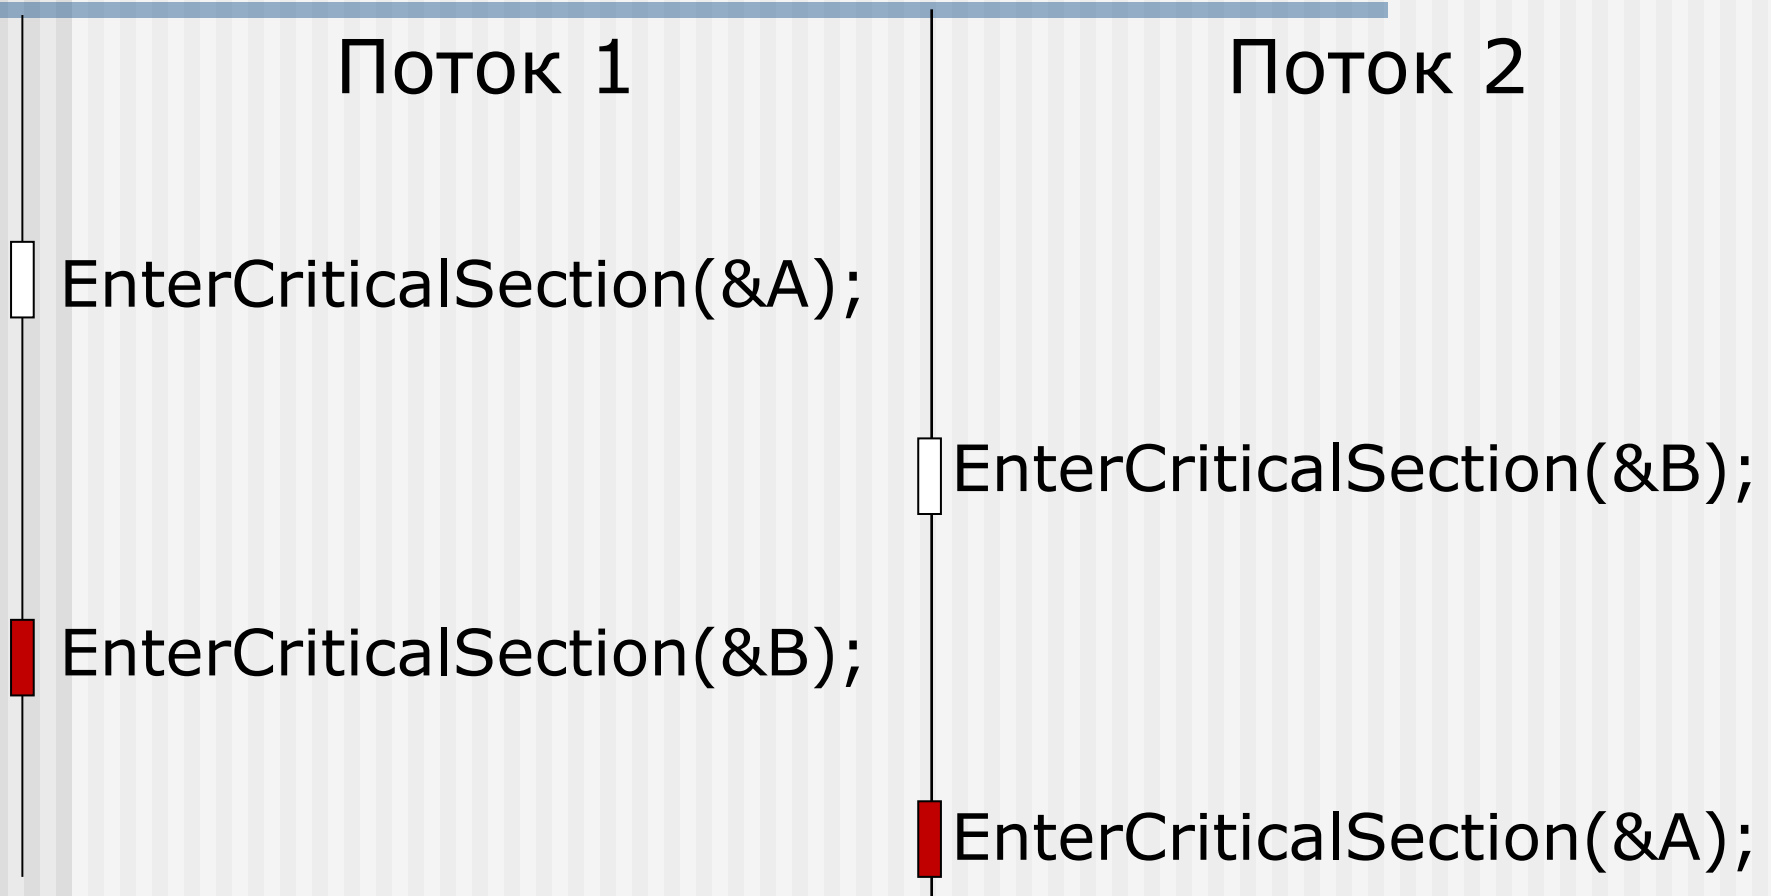 Поток 1
Поток 2
EnterCriticalSection(&A);
EnterCriticalSection(&B);
EnterCriticalSection(&B);
EnterCriticalSection(&A);